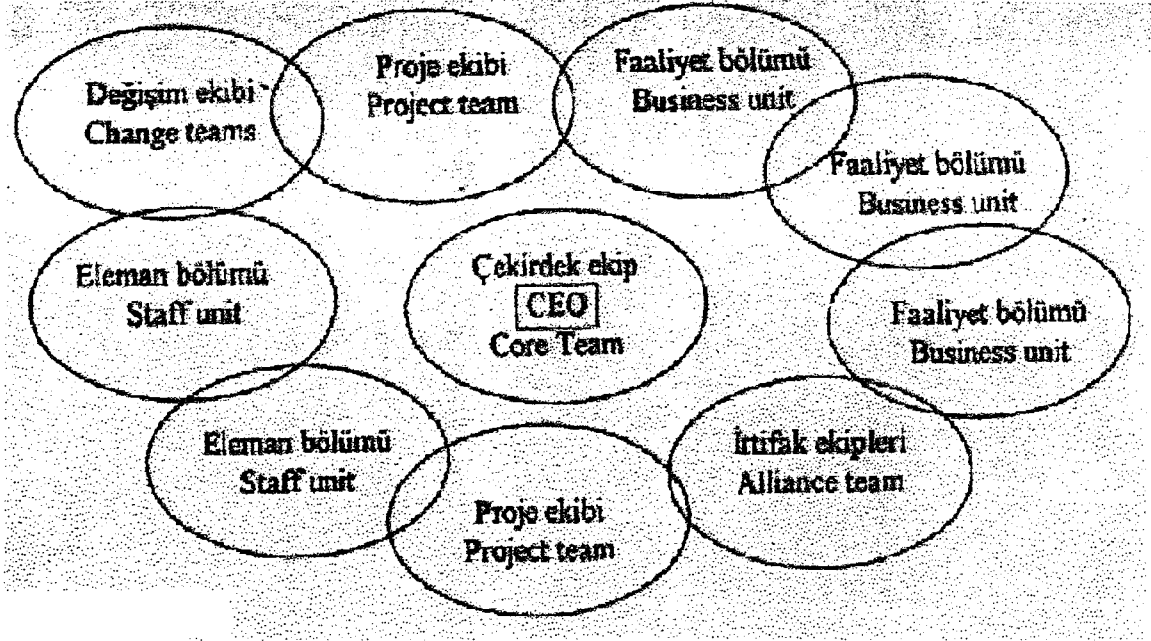 Değişim ekibi
Change teams
Proje ekibi
Project team
Faaliyet bölümü
Business unit
Faaliyet bölümü
Business unit
Eleman bölümü
Staff unit
Çekirdek ekip
CEO
Core Team
Faaliyet bölümü
Business unit
Eleman bölümü
Staff unit
Proje ekibi
Project team
İrtifak ekipleri
Alliance team